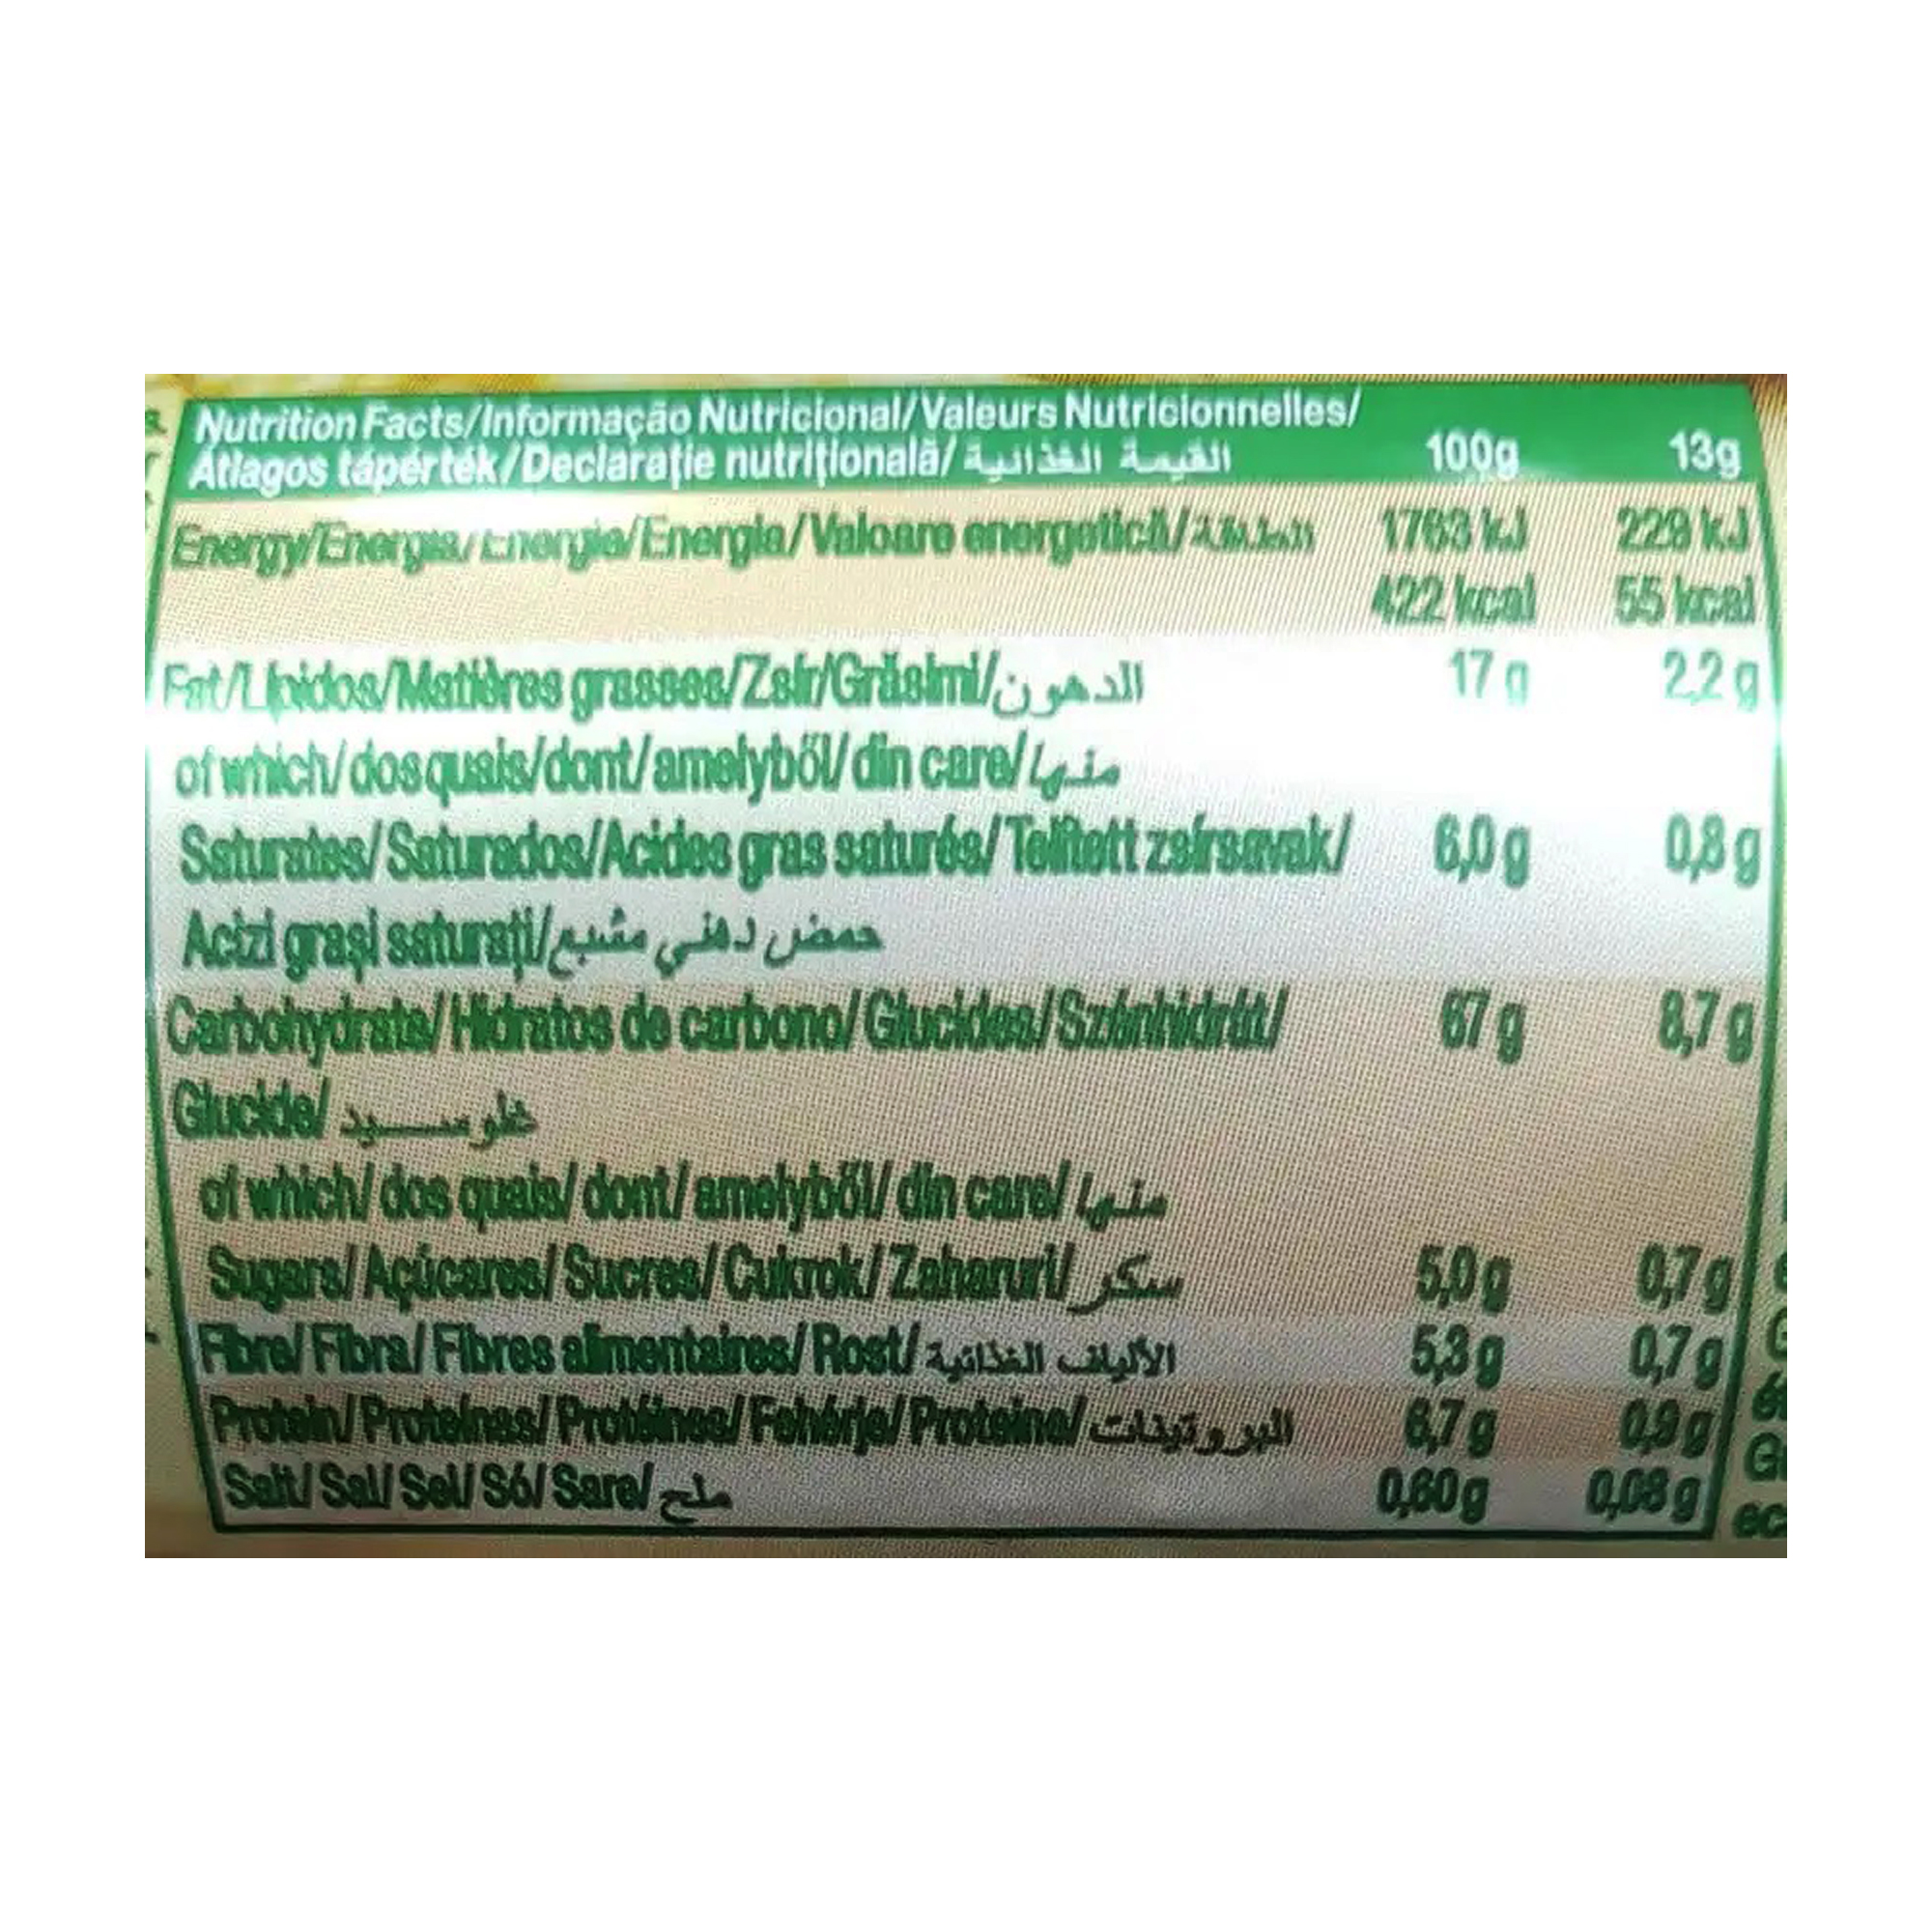 Nutrition Facts/Informação Nutricional/Valeurs Nutricionnelles/
Átlagos tápérték/Declarație nutrițională/ القيمة الغذائية 100g 13g
Energy/Energia/Energie/Energia/Valoare energetică/الطاقة 1763 kJ 229 kJ
422 kcal 55 kcal
Fat/Lípidos/Matières grasses/Zsír/Grăsimi/الدهون 17 g 2,2 g
of which/dos quais/dont/amelyből/din care/منها
Saturates/Saturados/Acides gras saturés/Telített zsírsavak/ 6,0 g 0,8 g
Acizi grași saturați/حمض دهني مشبع
Carbohydrate/Hidratos de carbono/Glucides/Szénhidrát/ 67 g 8,7 g
Glucide/ غلوسيد
of which/dos quais/dont/amelyből/din care/منها
Sugars/Açúcares/Sucres/Cukrok/Zaharuri/سكر 5,0 g 0,7 g
Fibre/Fibra/Fibres alimentaires/Rost/الألياف الغذائية 5,3 g 0,7 g
Protein/Proteínas/Protéines/Fehérje/Proteine/البروتينات 6,7 g 0,9 g
Salt/Sal/Sel/Só/Sare/ملح 0,60 g 0,08 g